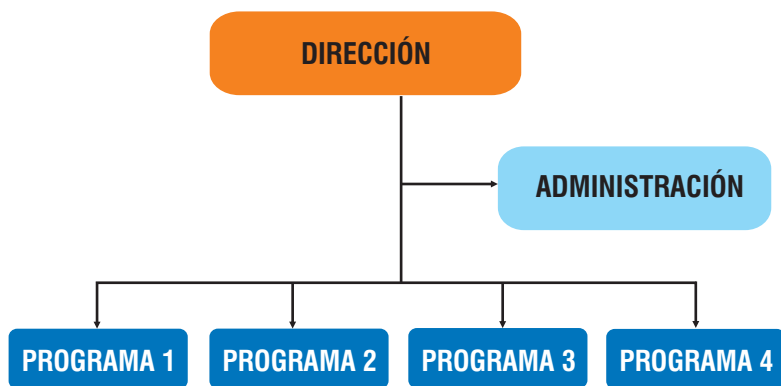 DIRECCIÓN
ADMINISTRACIÓN
PROGRAMA 1
PROGRAMA 2
PROGRAMA 3
PROGRAMA 4